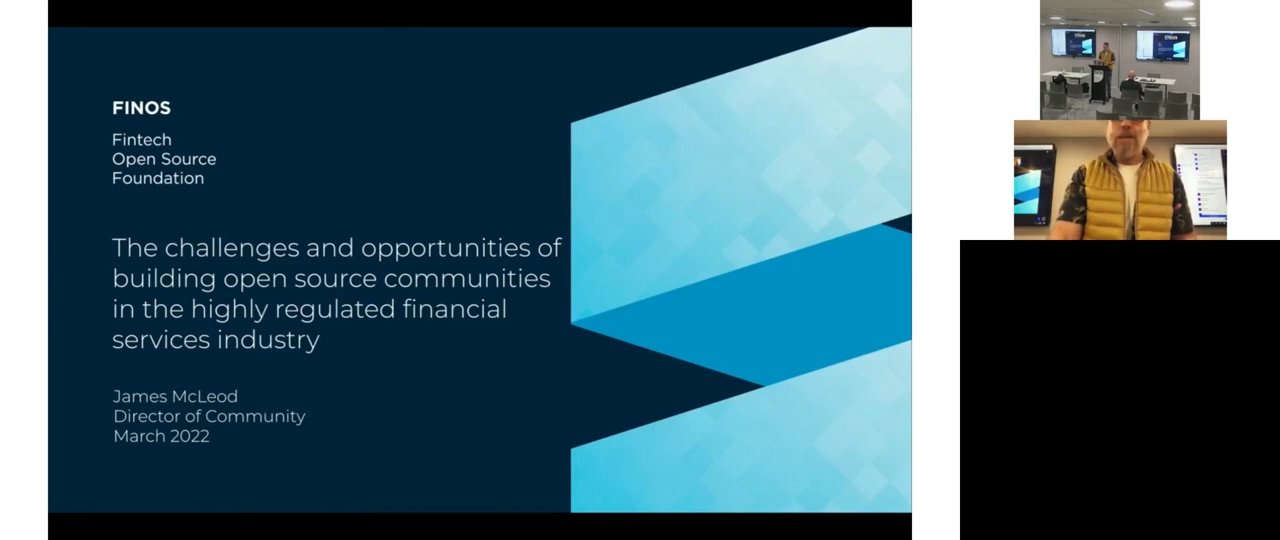 FINOS
Fintech
Open Source
Foundation
The challenges and opportunities of
building open source communities
in the highly regulated financial
services industry
James McLeod
Director of Community
March 2022
FINOS